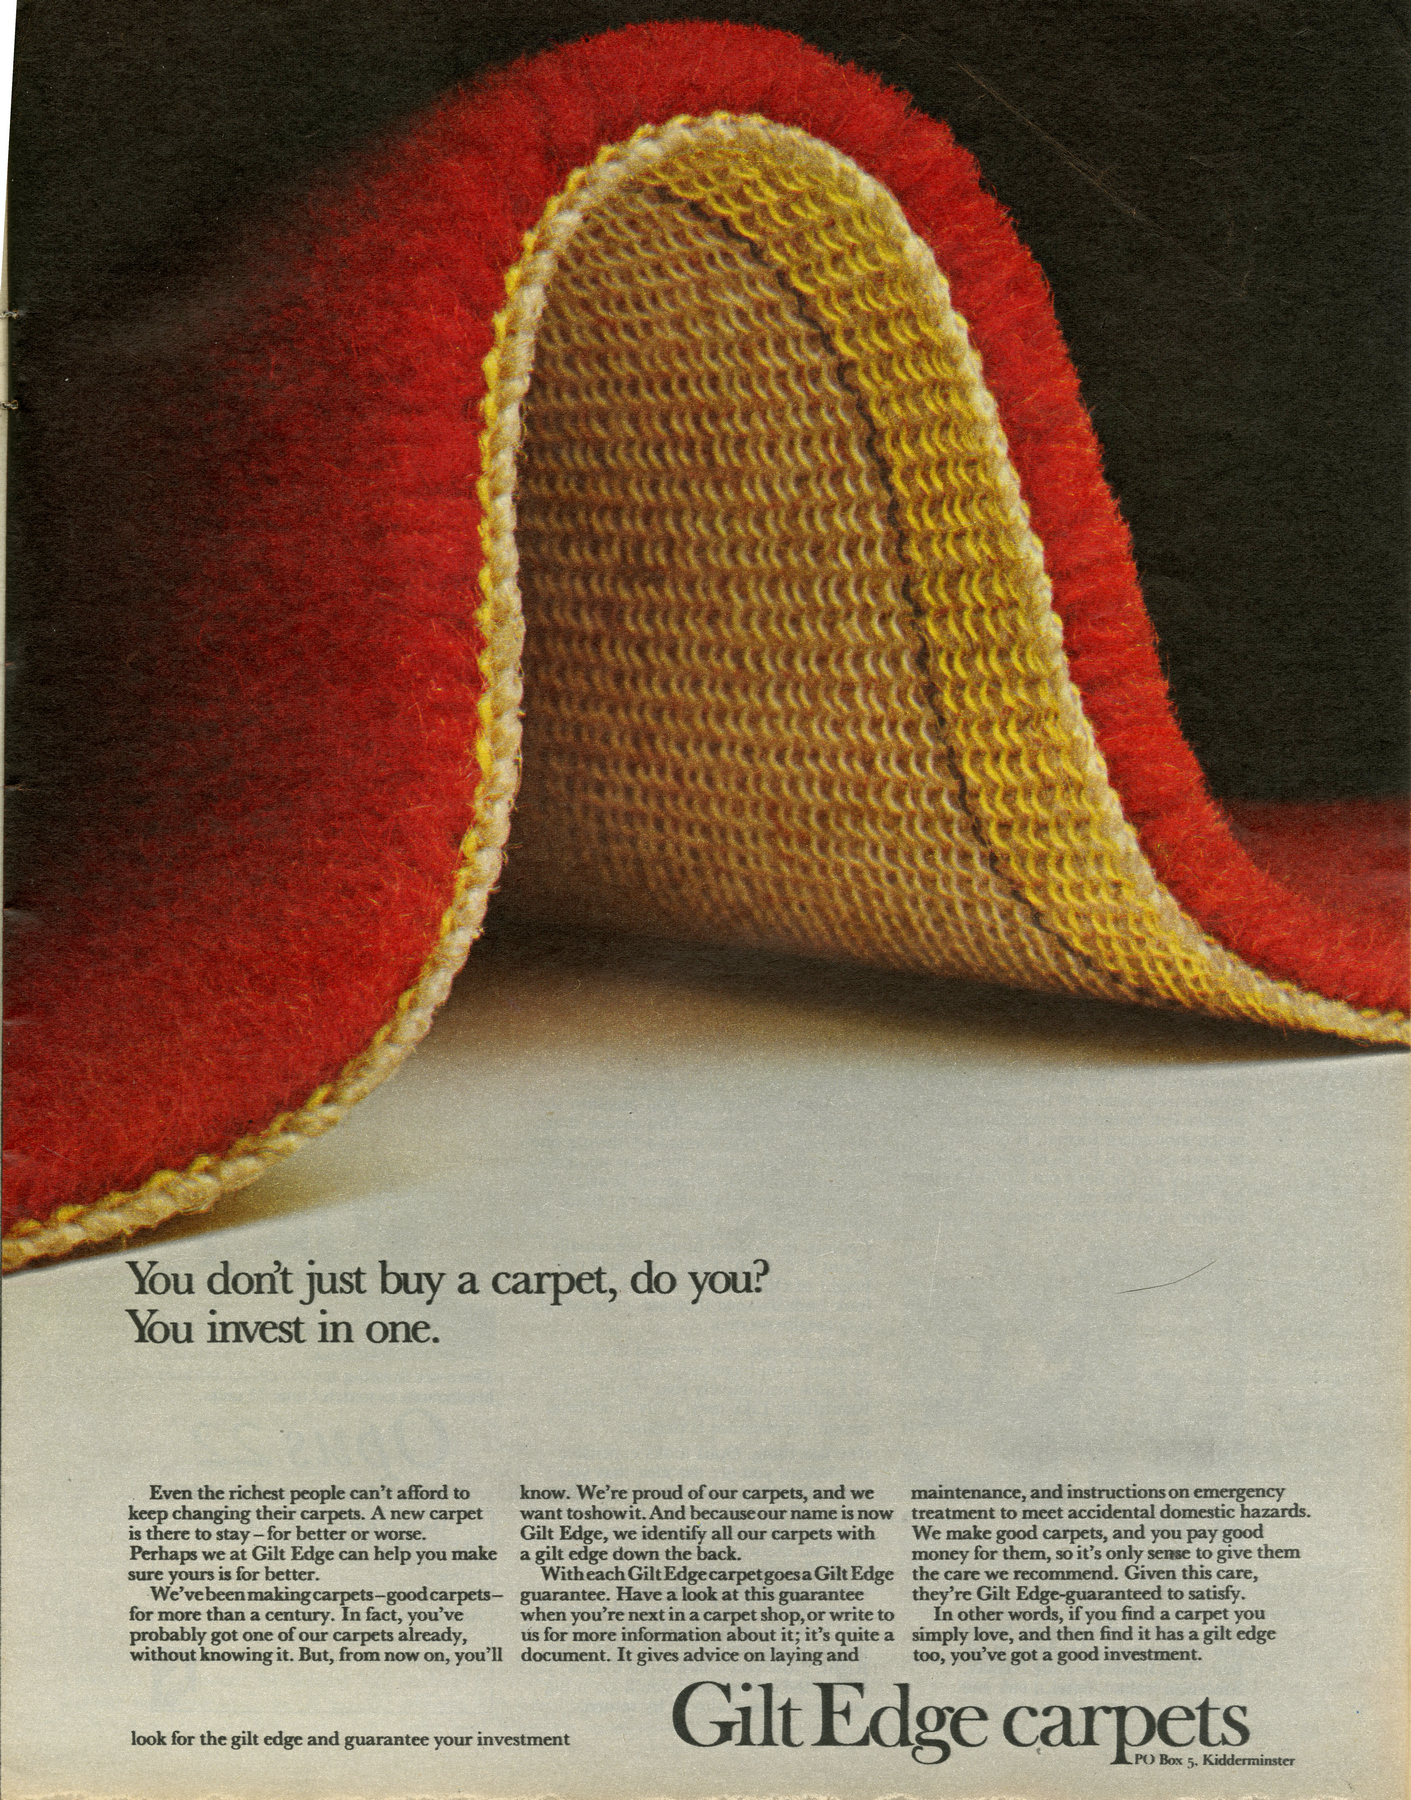 You don't just buy a carpet, do you?
You invest in one.
Even the richest people can't afford to
keep changing their carpets. A new carpet
is there to stay – for better or worse.
Perhaps we at Gilt Edge can help you make
sure yours is for better.
We've been making carpets – good carpets –
for more than a century. In fact, you've
probably got one of our carpets already,
without knowing it. But, from now on, you'll
know. We're proud of our carpets, and we
want to show it. And because our name is now
Gilt Edge, we identify all our carpets with
a gilt edge down the back.
With each Gilt Edge carpet goes a Gilt Edge
guarantee. Have a look at this guarantee
when you're next in a carpet shop, or write to
us for more information about it; it's quite a
document. It gives advice on laying and
maintenance, and instructions on emergency
treatment to meet accidental domestic hazards.
We make good carpets, and you pay good
money for them, so it's only sense to give them
the care we recommend. Given this care,
they're Gilt Edge-guaranteed to satisfy.
In other words, if you find a carpet you
simply love, and then find it has a gilt edge
too, you've got a good investment.
look for the gilt edge and guarantee your investment
Gilt Edge carpets
PO Box 5, Kidderminster